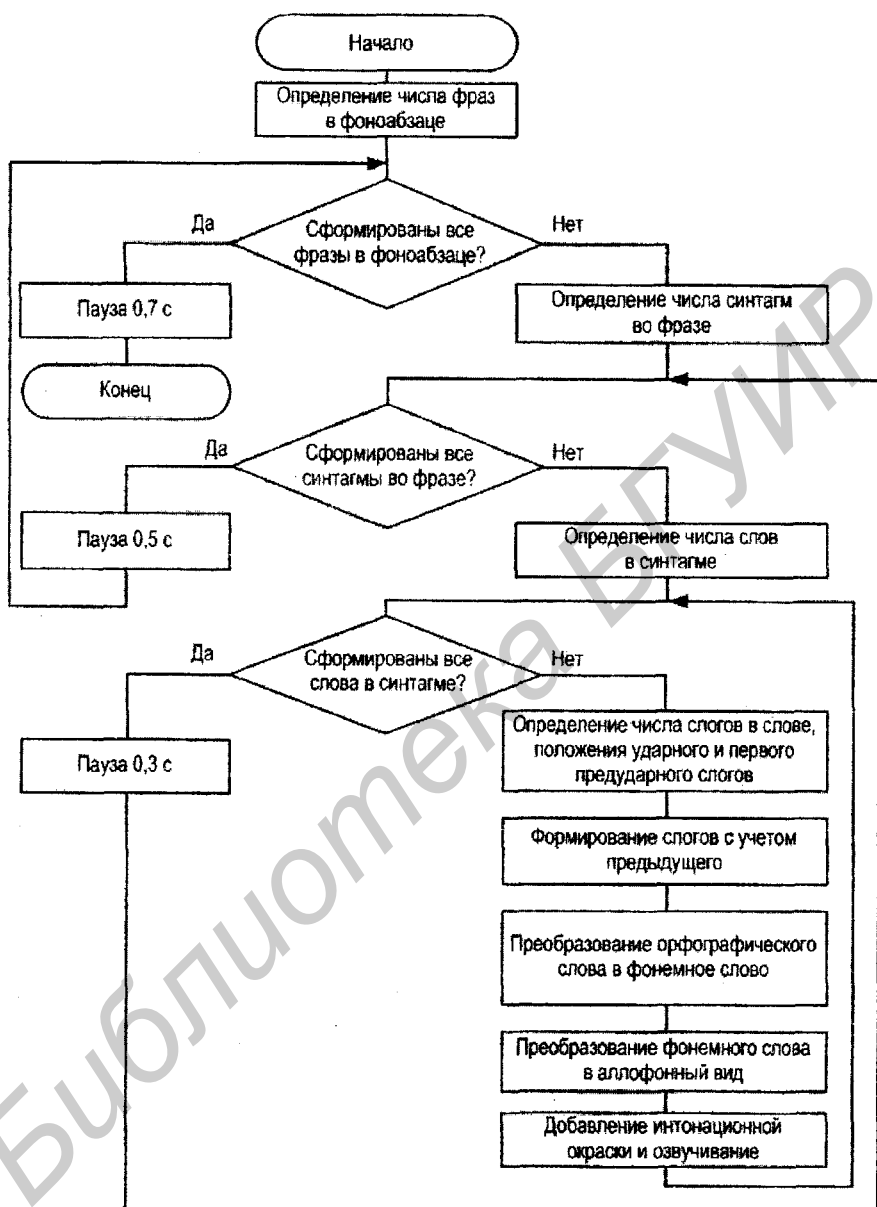 Начало
Определение числа фраз
в фоноабзаце
Да
Сформированы все
фразы в фоноабзаце?
Нет
Пауза 0,7 с
Определение числа синтагм
во фразе
Конец
Да
Сформированы все
синтагмы во фразе?
Нет
Пауза 0,5 с
Определение числа слов
в синтагме
Да
Сформированы все
слова в синтагме?
Нет
Пауза 0,3 с
Определение числа слогов в слове,
положения ударного и первого
предударного слогов
Формирование слогов с учетом
предыдущего
Преобразование орфографического
слова в фонемное слово
Преобразование фонемного слова
в аллофонный вид
Добавление интонационной
окраски и озвучивание
Библиотека БГУИР